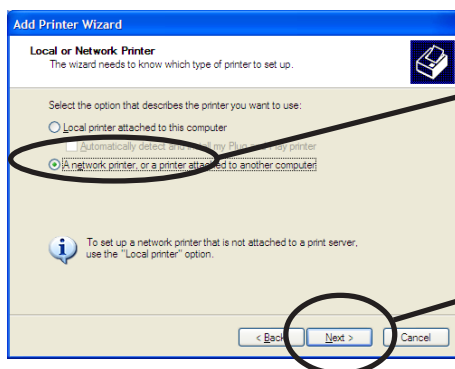 Add Printer Wizard
Local or Network Printer
The wizard needs to know which type of printer to set up.
Select the option that describes the printer you want to use:
Local printer attached to this computer
Automatically detect and install my Plug and Play printer
A network printer, or a printer attached to another computer
To set up a network printer that is not attached to a print server,
use the "Local printer" option.
< Back
Next >
Cancel